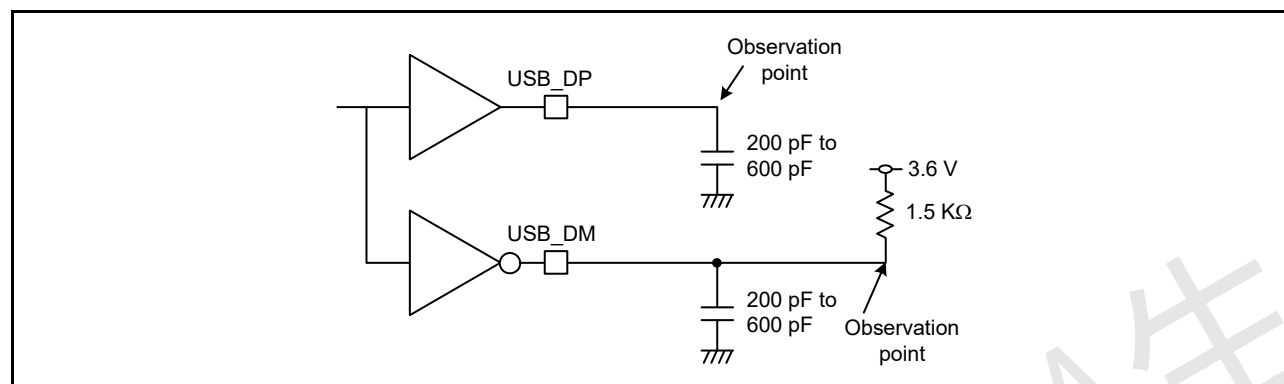 Observation
point
USB_DP
200 pF to
600 pF
3.6 V
1.5 KΩ
USB_DM
200 pF to
600 pF
Observation
point
生